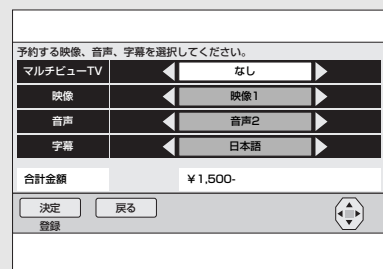 予約する映像、音声、字幕を選択してください。
マルチビューTV なし
映像 映像1
音声 音声2
字幕 日本語
合計金額 ¥1,500-
決定 戻る
登録